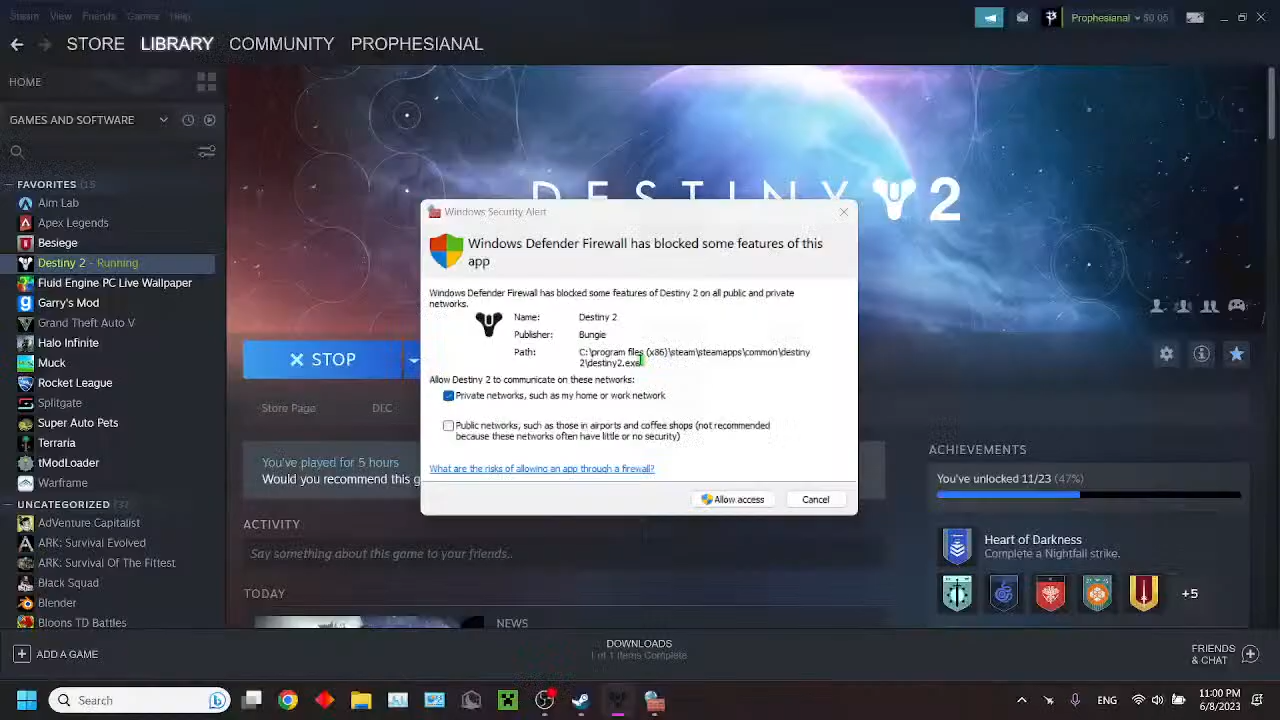 Steam View Friends Games Help
Prophesianal $0.05
STORE LIBRARY COMMUNITY PROPHESIANAL
HOME
GAMES AND SOFTWARE
FAVORITES
Aim Lab
Apex Legends
Besiege
Destiny 2 - Running
Fluid Engine PC Live Wallpaper
Garry's Mod
Grand Theft Auto V
Halo Infinite
Muck
Rocket League
Splitgate
Super Auto Pets
Terraria
tModLoader
Warframe
UNCATEGORIZED
AdVenture Capitalist
ARK: Survival Evolved
ARK: Survival Of The Fittest
Black Squad
Blender
Bloons TD Battles
ADD A GAME
DESTINY 2
Windows Security Alert
Windows Defender Firewall has blocked some features of this
app
Windows Defender Firewall has blocked some features of Destiny 2 on all public and private
networks.
Name: Destiny 2
Publisher: Bungie
Path: C:\program files (x86)\steam\steamapps\common\destiny
2\destiny2.exe
Allow Destiny 2 to communicate on these networks:
Private networks, such as my home or work network
Public networks, such as those in airports and coffee shops (not recommended
because these networks often have little or no security)
What are the risks of allowing an app through a firewall?
Allow access Cancel
STOP
Store Page DLC
You've played for 5 hours
Would you recommend this g
ACTIVITY
Say something about this game to your friends..
TODAY
NEWS
ACHIEVEMENTS
You've unlocked 11/23 (47%)
Heart of Darkness
Complete a Nightfall strike.
+5
DOWNLOADS
1 of 1 Items Complete
FRIENDS
& CHAT
Search
ENG
6/8/2023